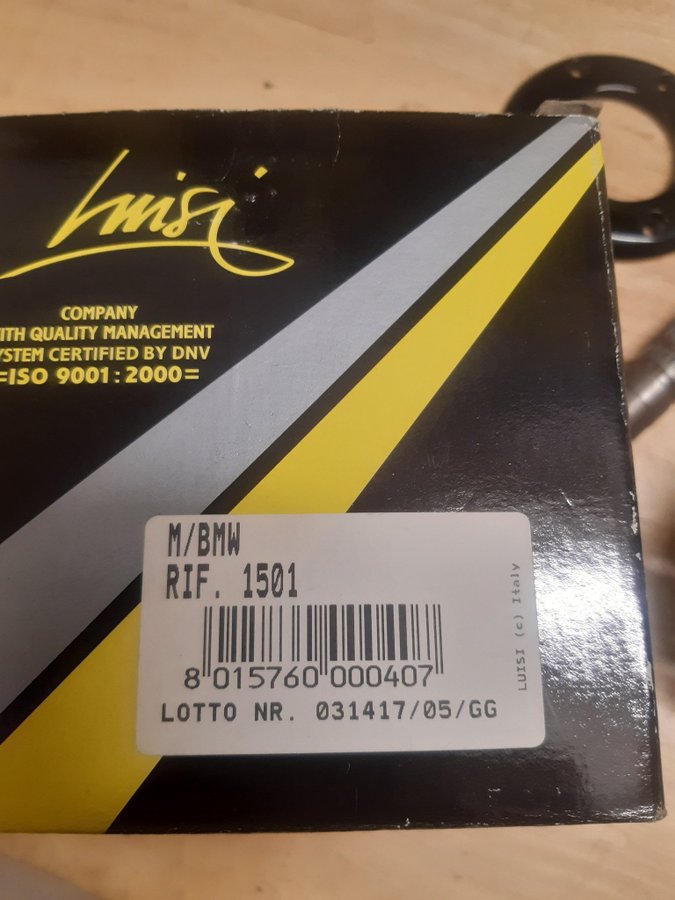 Luisi
COMPANY
ITH QUALITY MANAGEMENT
YSTEM CERTIFIED BY DNV
=ISO 9001:2000=
M/BMW
RIF. 1501
8 015760 000407
LOTTO NR. 031417/05/GG
LUISI (c) Italy